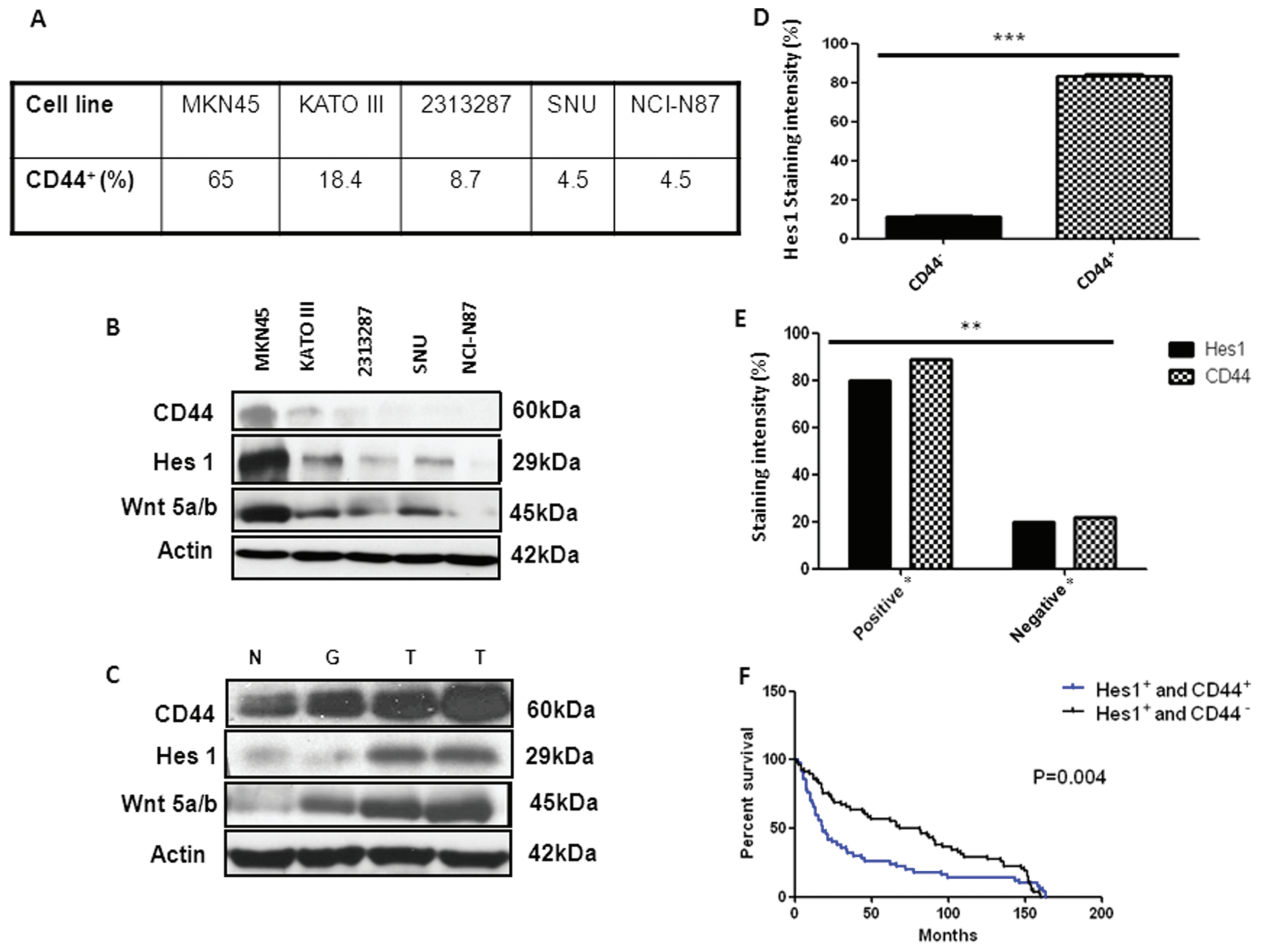 A
Cell line MKN45 KATO III 2313287 SNU NCI-N87
CD44+ (%) 65 18.4 8.7 4.5 4.5
B
MKN45 KATO III 2313287 SNU NCI-N87
CD44 60kDa
Hes 1 29kDa
Wnt 5a/b 45kDa
Actin 42kDa
C
N G T T
CD44 60kDa
Hes 1 29kDa
Wnt 5a/b 45kDa
Actin 42kDa
D
Hes1 Staining intensity (%)
***
100
80
60
40
20
0
CD44- CD44+
E
Staining intensity (%)
**
100
80
60
40
20
0
Positive* Negative*
Hes1
CD44
F
Hes1+ and CD44+
Hes1+ and CD44-
P=0.004
Percent survival
150
100
50
0
0 50 100 150 200
Months